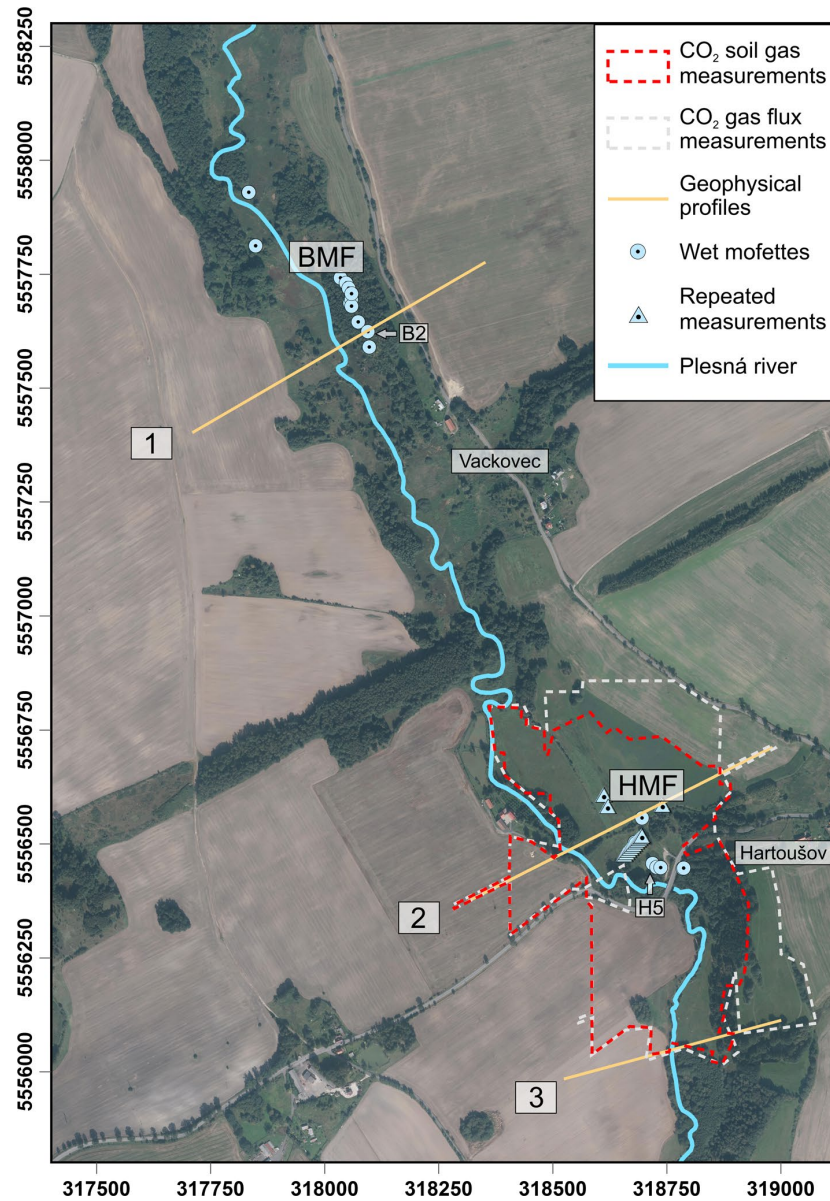 CO₂ soil gas
measurements
CO₂ gas flux
measurements
Geophysical
profiles
Wet mofettes
Repeated
measurements
Plesná river
5558250
5558000
5557750
5557500
5557250
5557000
5556750
5556500
5556250
5556000
BMF
B2
1
Vackovec
HMF
Hartoušov
H5
2
3
317500 317750 318000 318250 318500 318750 319000